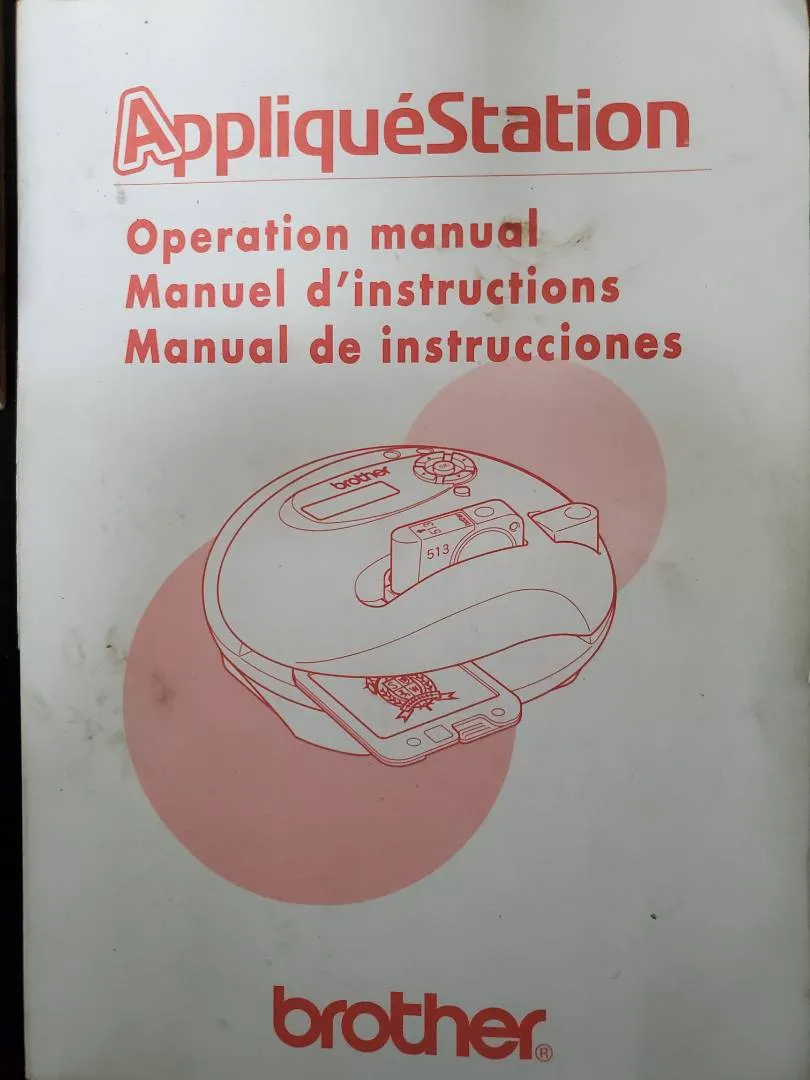 AppliquéStation
Operation manual
Manuel d'instructions
Manual de instrucciones
brother
513
brother®